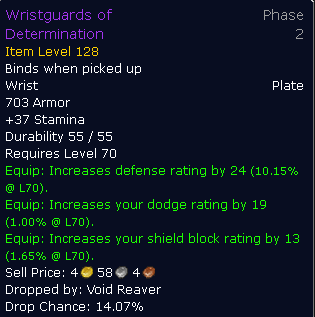 Wristguards of Determination Phase 2
Item Level 128
Binds when picked up
Wrist Plate
703 Armor
+37 Stamina
Durability 55 / 55
Requires Level 70
Equip: Increases defense rating by 24 (10.15% @ L70).
Equip: Increases your dodge rating by 19 (1.00% @ L70).
Equip: Increases your shield block rating by 13 (1.65% @ L70).
Sell Price: 4 58 4
Dropped by: Void Reaver
Drop Chance: 14.07%